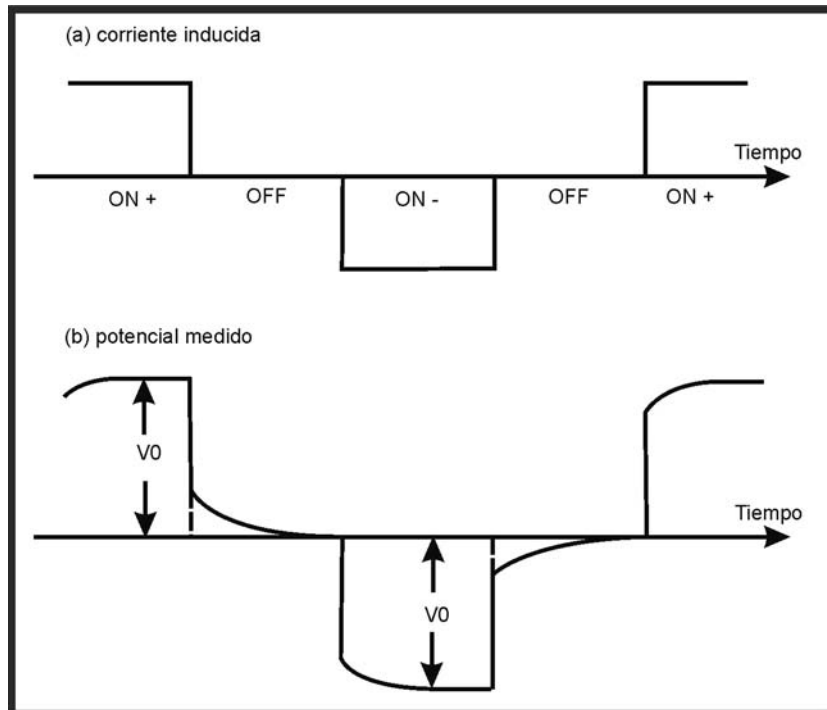 (a) corriente inducida
Tiempo
ON + OFF ON - OFF ON +
(b) potencial medido
V0
Tiempo
V0